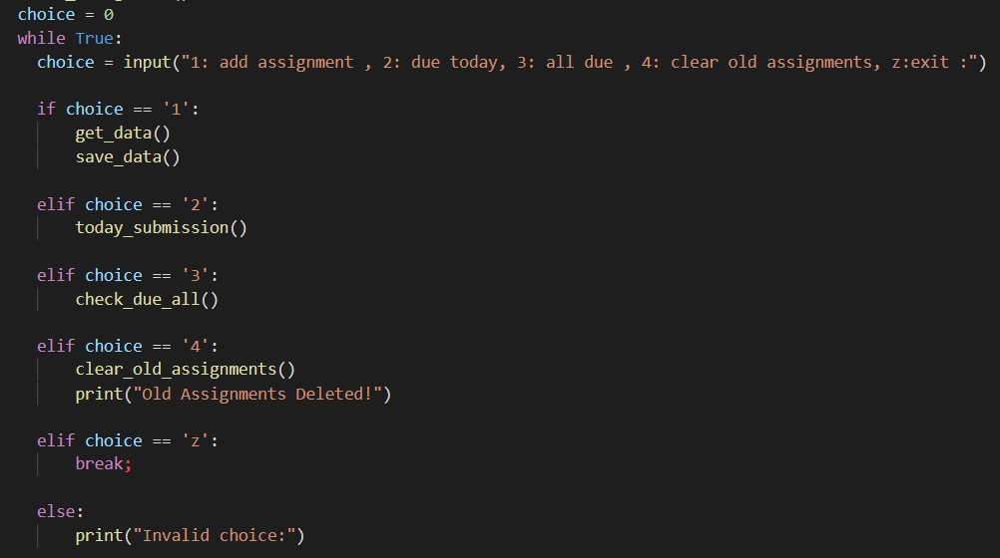 choice = 0
while True:
  choice = input("1: add assignment , 2: due today, 3: all due , 4: clear old assignments, z:exit :")

  if choice == '1':
      get_data()
      save_data()

  elif choice == '2':
      today_submission()

  elif choice == '3':
      check_due_all()

  elif choice == '4':
      clear_old_assignments()
      print("Old Assignments Deleted!")

  elif choice == 'z':
      break;

  else:
      print("Invalid choice:")